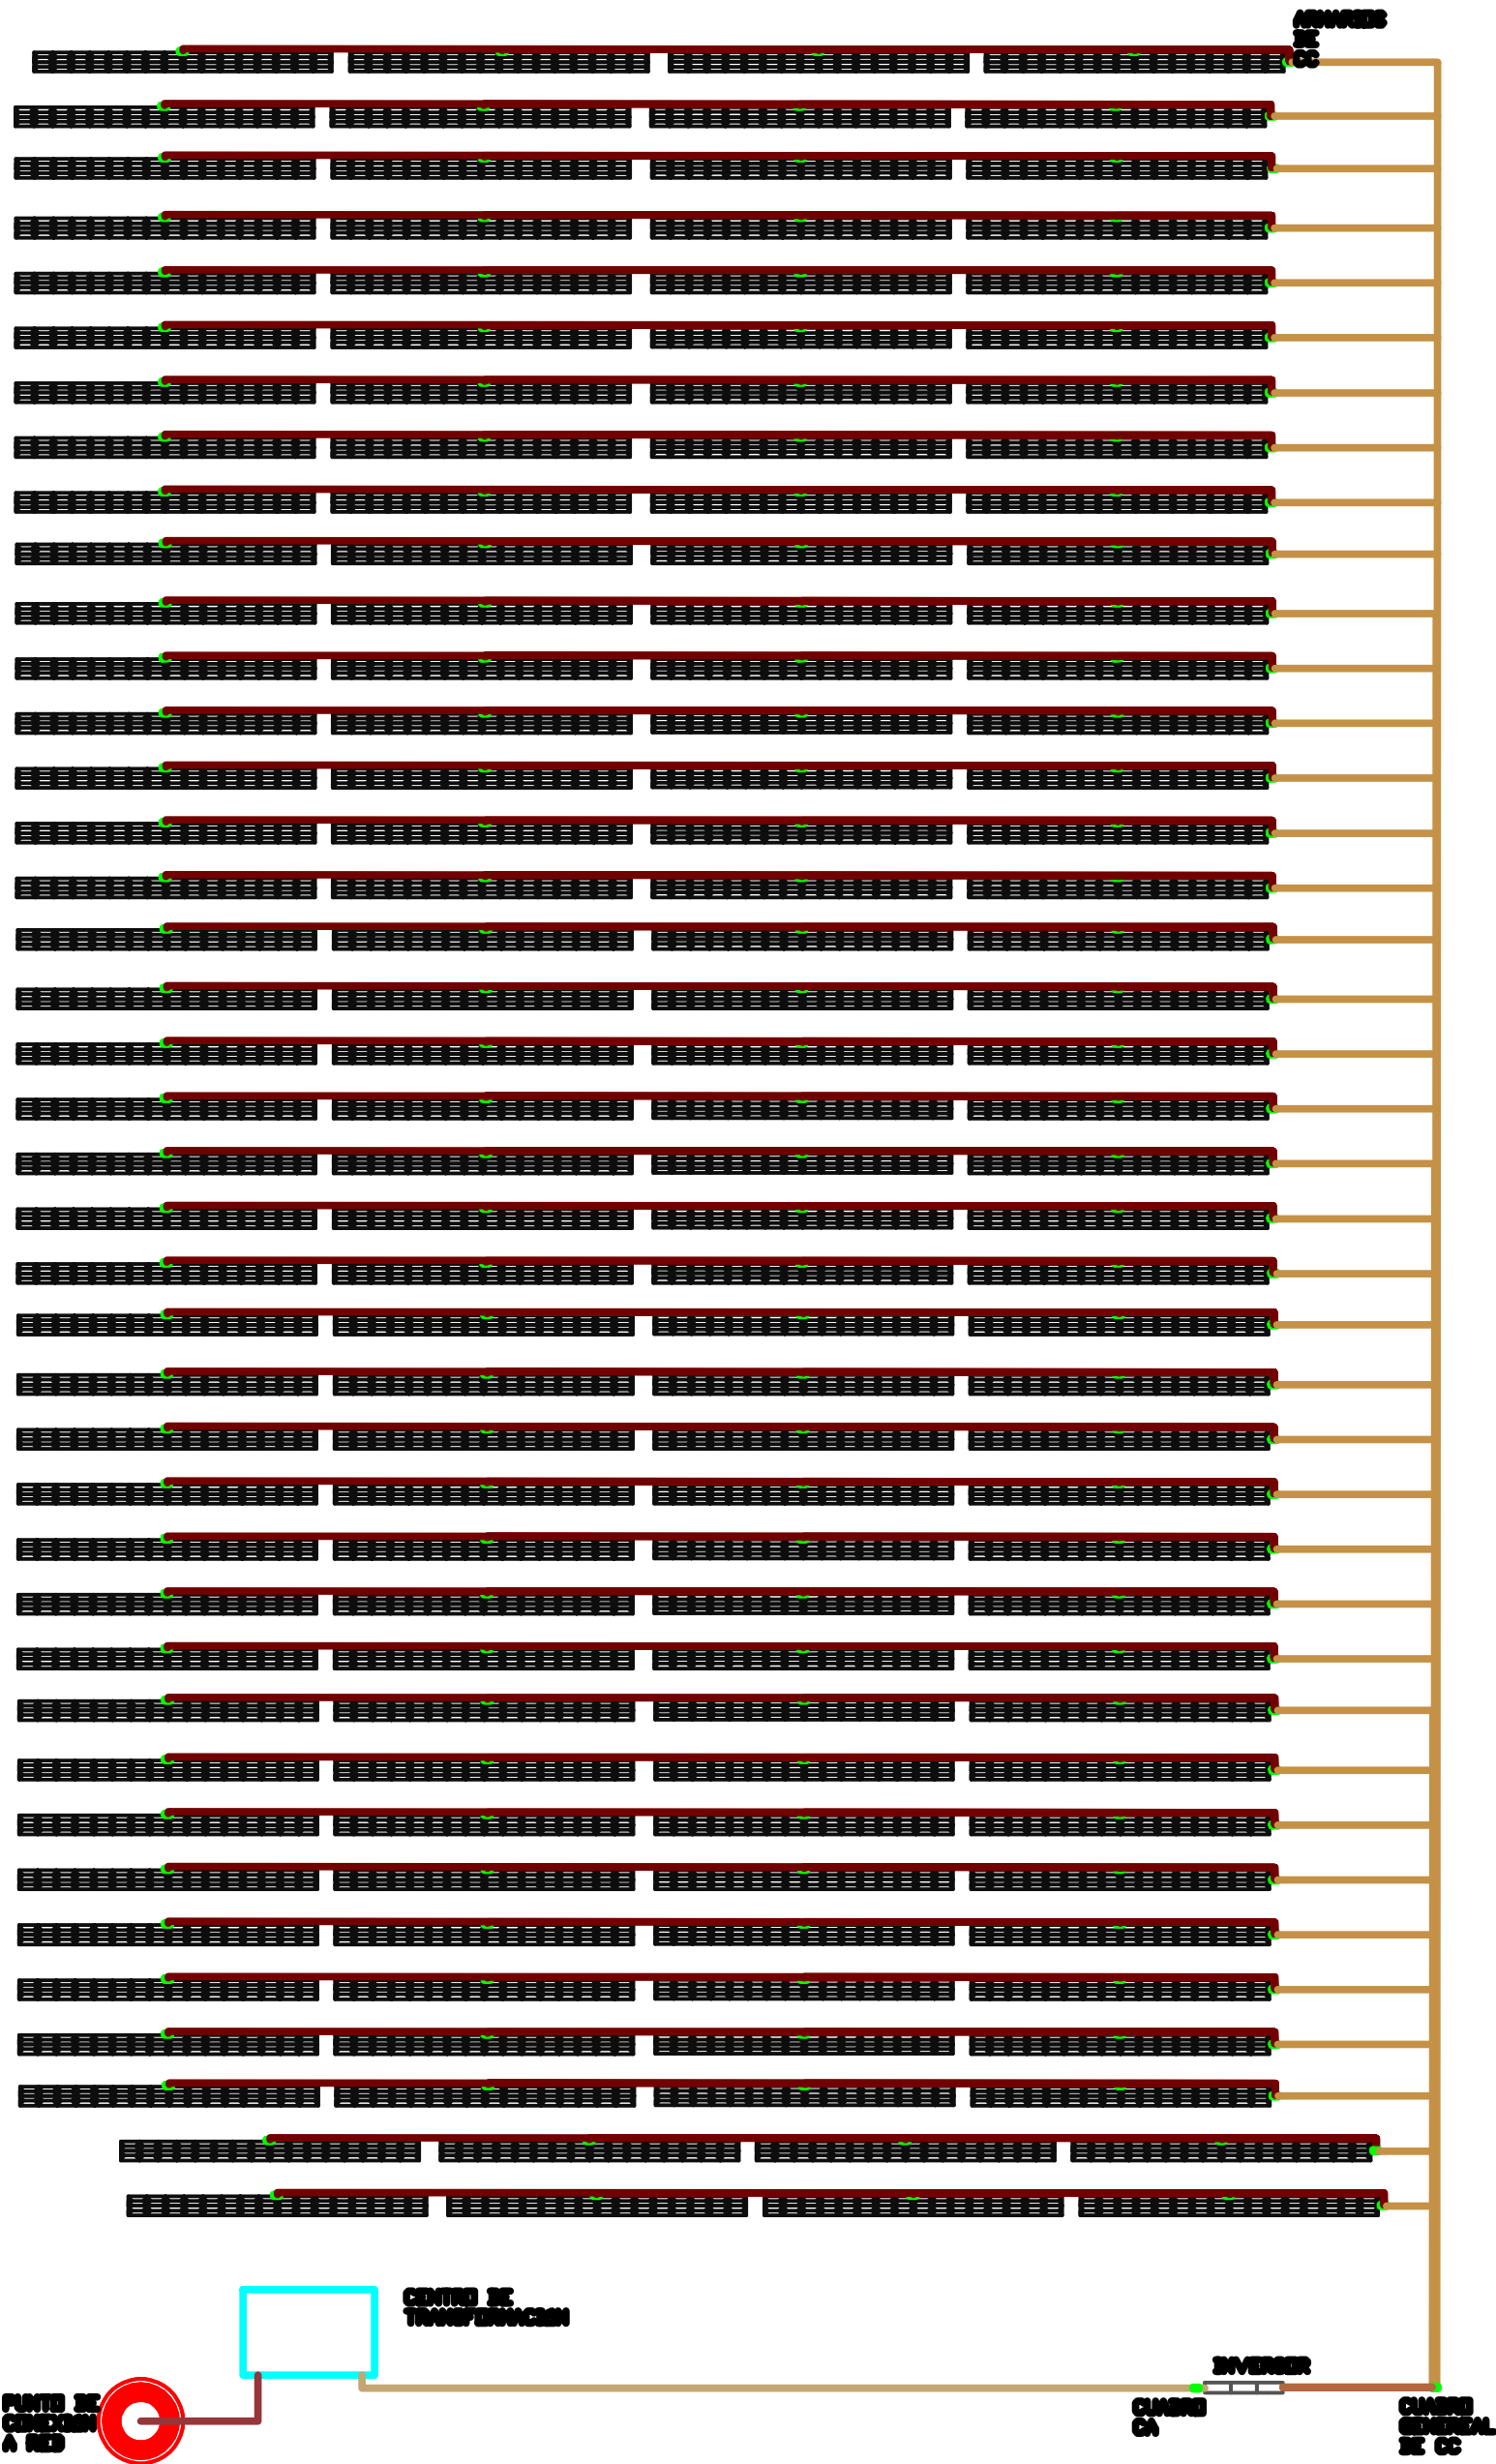 ARMARIOS
DE
CC
CENTRO DE
TRANSFORMACION
INVERSOR
PUNTO DE
CONEXION
A RED
CUADRO
CA
CUADRO
GENERAL
DE CC